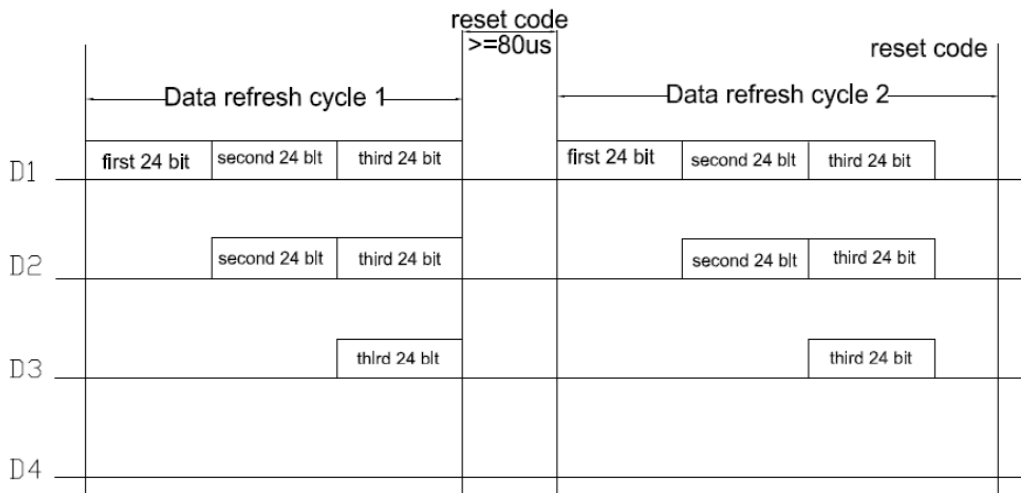 reset code
>=80us
reset code
Data refresh cycle 1
Data refresh cycle 2
D1
first 24 bit
second 24 blt
third 24 bit
first 24 bit
second 24 blt
third 24 bit
D2
second 24 blt
third 24 bit
second 24 blt
third 24 bit
D3
thlrd 24 blt
third 24 bit
D4